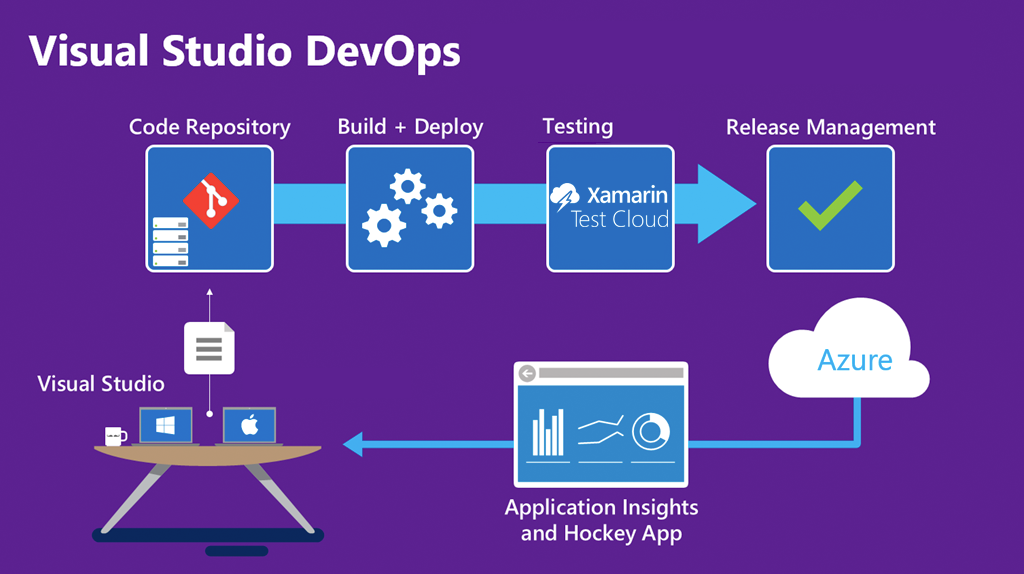 Visual Studio DevOps
Code Repository
Build + Deploy
Testing
Release Management
Xamarin
Test Cloud
Visual Studio
Azure
Application Insights
and Hockey App